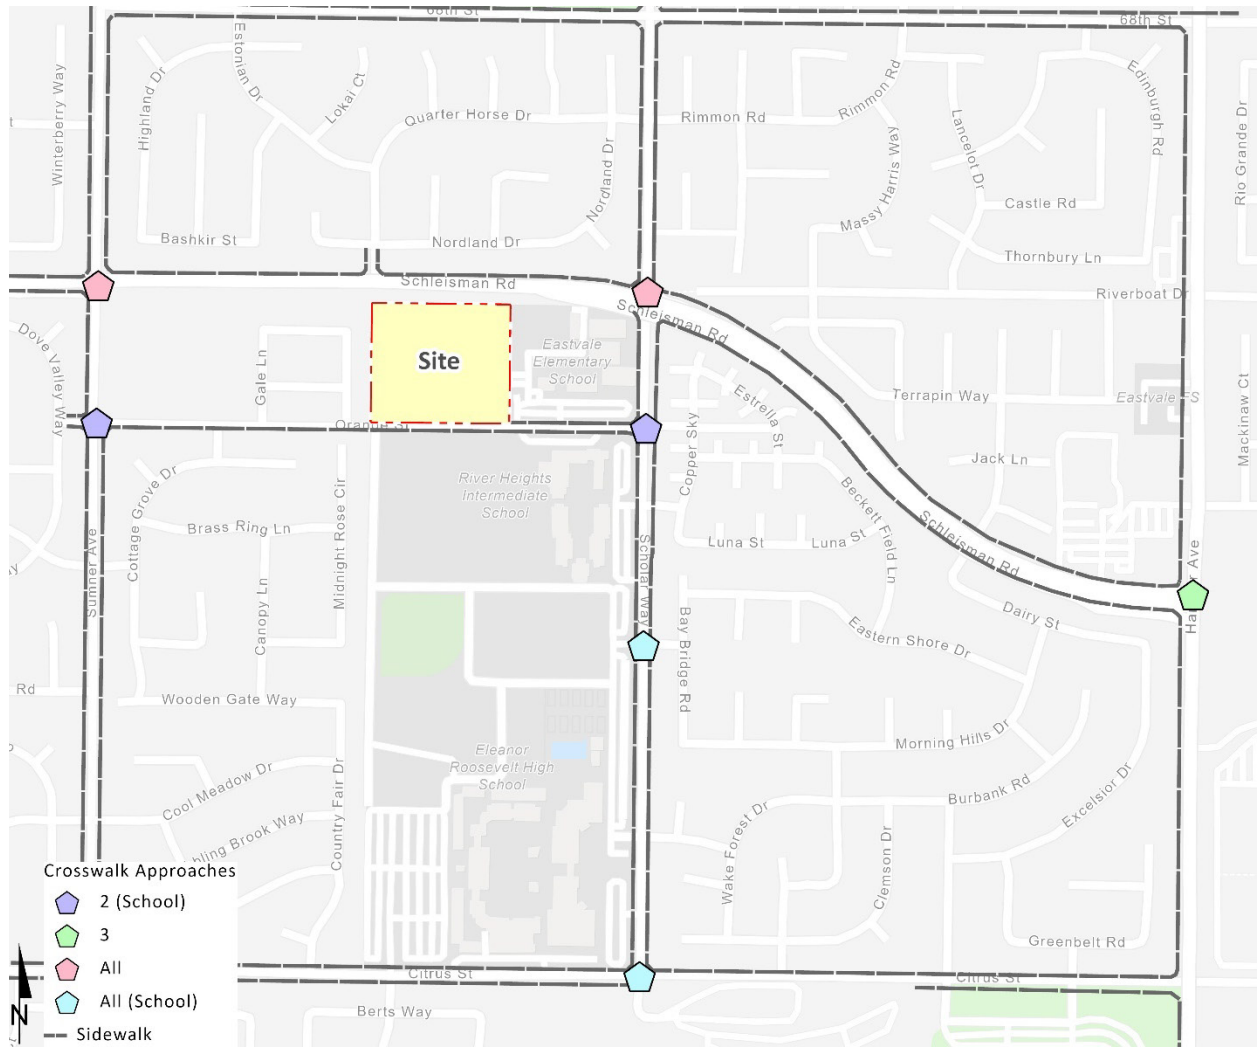 68th St
68th St
Winterberry Way
Highland Dr
Estonian Dr
Lokai Ct
Quarter Horse Dr
Nordland Dr
Rimmon Rd
Rimmon Rd
Massy Harris Way
Lancelot Dr
Edinburgh Rd
Rio Grande Dr
Castle Rd
Bashkir St
Nordland Dr
Thornbury Ln
Schleisman Rd
Riverboat Dr
Schleisman Rd
Dove Valley Way
Gale Ln
Site
Eastvale
Elementary
School
Estrella St
Terrapin Way
Eastvale FS
Mackinaw Ct
Orange St
Copper Sky
Jack Ln
Cottage Grove Dr
River Heights
Intermediate
School
Beckett Field Ln
Brass Ring Ln
Midnight Rose Cir
Luna St
Luna St
Schleisman Rd
Sumner Ave
Canopy Ln
Scholar Way
Bay Bridge Rd
Eastern Shore Dr
Dairy St
Rd
Wooden Gate Way
Morning Hills Dr
Eleanor
Roosevelt High
School
Cool Meadow Dr
Country Fair Dr
Burbank Rd
Excelsior Dr
Wake Forest Dr
Clemson Dr
Greenbelt Rd
Citrus St
Citrus St
Berts Way
Crosswalk Approaches
2 (School)
3
All
All (School)
Sidewalk
N